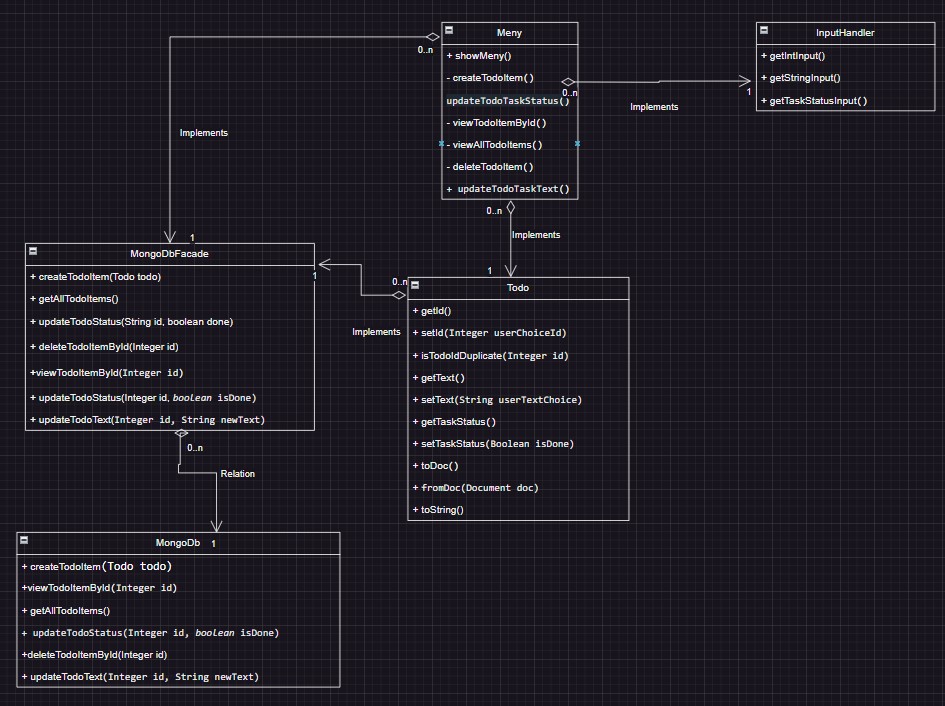 Meny
+ showMeny()
- createTodoItem()
updateTodoTaskStatus()
- viewTodoItemById()
- viewAllTodoItems()
- deleteTodoItem()
+ updateTodoTaskText()
InputHandler
+ getIntInput()
+ getStringInput()
+ getTaskStatusInput()
0..n
0..n
1
Implements
Implements
0..n
Implements
1
1
MongoDbFacade
+ createTodoItem(Todo todo)
+ getAllTodoItems()
+ updateTodoStatus(String id, boolean done)
+ deleteTodoItemById(Integer id)
+viewTodoItemById(Integer id)
+ updateTodoStatus(Integer id, boolean isDone)
+ updateTodoText(Integer id, String newText)
1
0..n
Implements
Todo
+ getId()
+ setId(Integer userChoiceId)
+ isTodoIdDuplicate(Integer id)
+ getText()
+ setText(String userTextChoice)
+ getTaskStatus()
+ setTaskStatus(Boolean isDone)
+ toDoc()
+ fromDoc(Document doc)
+ toString()
0..n
Relation
MongoDb 1
+ createTodoItem(Todo todo)
+viewTodoItemById(Integer id)
+ getAllTodoItems()
+ updateTodoStatus(Integer id, boolean isDone)
+deleteTodoItemById(Integer id)
+ updateTodoText(Integer id, String newText)